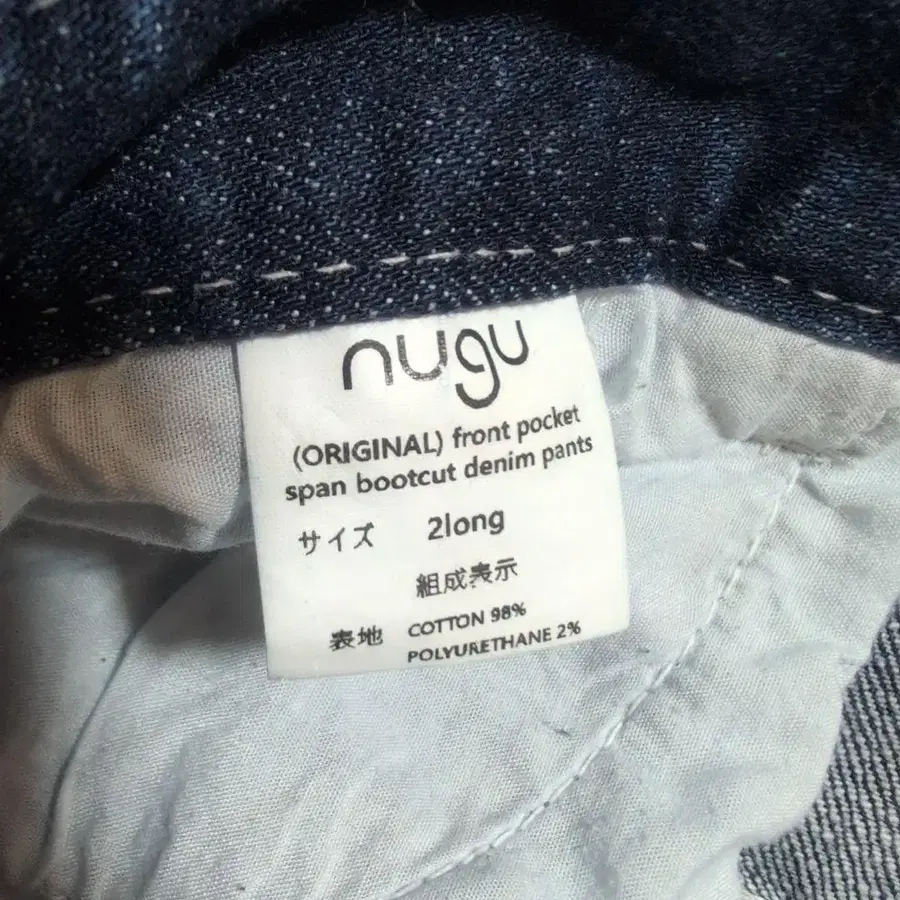 nugu
(ORIGINAL) front pocket
span bootcut denim pants
サイズ 2long
組成表示
表地 COTTON 98%
POLYURETHANE 2%